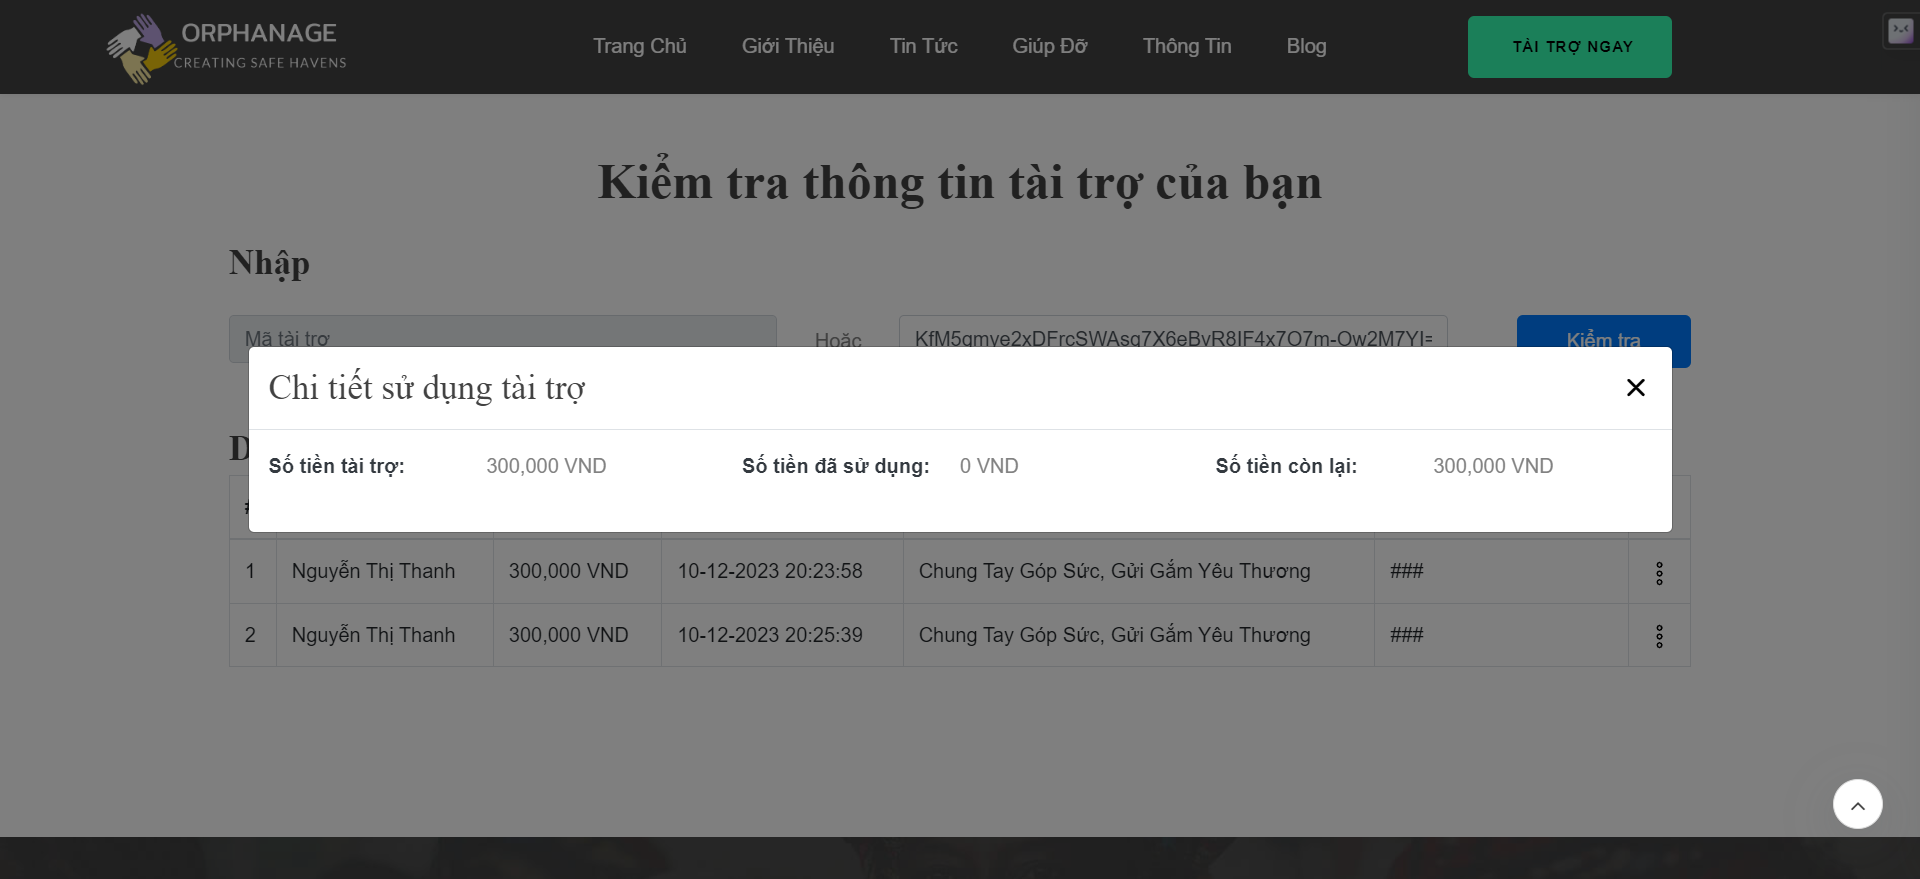 ORPHANAGE
CREATING SAFE HAVENS
Trang Chủ
Giới Thiệu
Tin Tức
Giúp Đỡ
Thông Tin
Blog
TÀI TRỢ NGAY
Kiểm tra thông tin tài trợ của bạn
Nhập
Mã tài trợ
Hoặc
Kiểm tra
Chi tiết sử dụng tài trợ
Số tiền tài trợ: 300,000 VND Số tiền đã sử dụng: 0 VND Số tiền còn lại: 300,000 VND
1 Nguyễn Thị Thanh 300,000 VND 10-12-2023 20:23:58 Chung Tay Góp Sức, Gửi Gắm Yêu Thương ###
2 Nguyễn Thị Thanh 300,000 VND 10-12-2023 20:25:39 Chung Tay Góp Sức, Gửi Gắm Yêu Thương ###